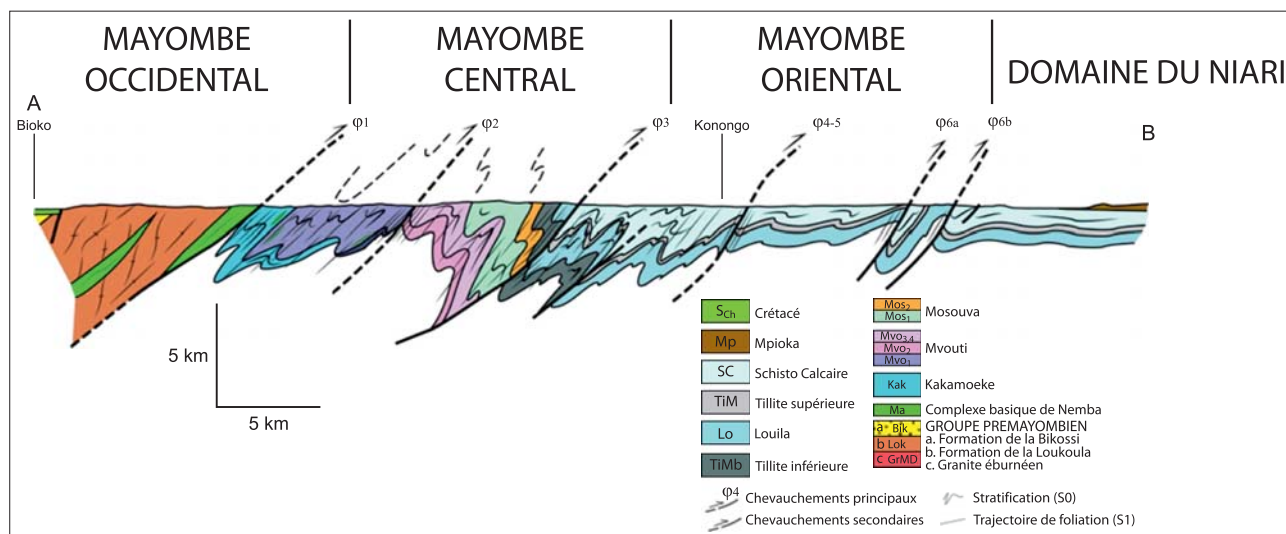 MAYOMBE OCCIDENTAL
MAYOMBE CENTRAL
MAYOMBE ORIENTAL
DOMAINE DU NIARI
A
Bioko
φ1
φ2
φ3
Konongo
φ4-5
φ6a
φ6b
B
5 km
5 km
SCh Crétacé
Mp Mpioka
SC Schisto Calcaire
TiM Tillite supérieure
Lo Louila
TiMb Tillite inférieure
Mos2
Mos1
Mosouva
Mvo3,4
Mvo2
Mvo1
Mvouti
Kak Kakamoeke
Ma Complexe basique de Nemba
GROUPE PREMAYOMBIEN
a Bjk a. Formation de la Bikossi
b Lok b. Formation de la Loukoula
c GrMD c. Granite éburnéen
φ4 Chevauchements principaux
Chevauchements secondaires
Stratification (S0)
Trajectoire de foliation (S1)